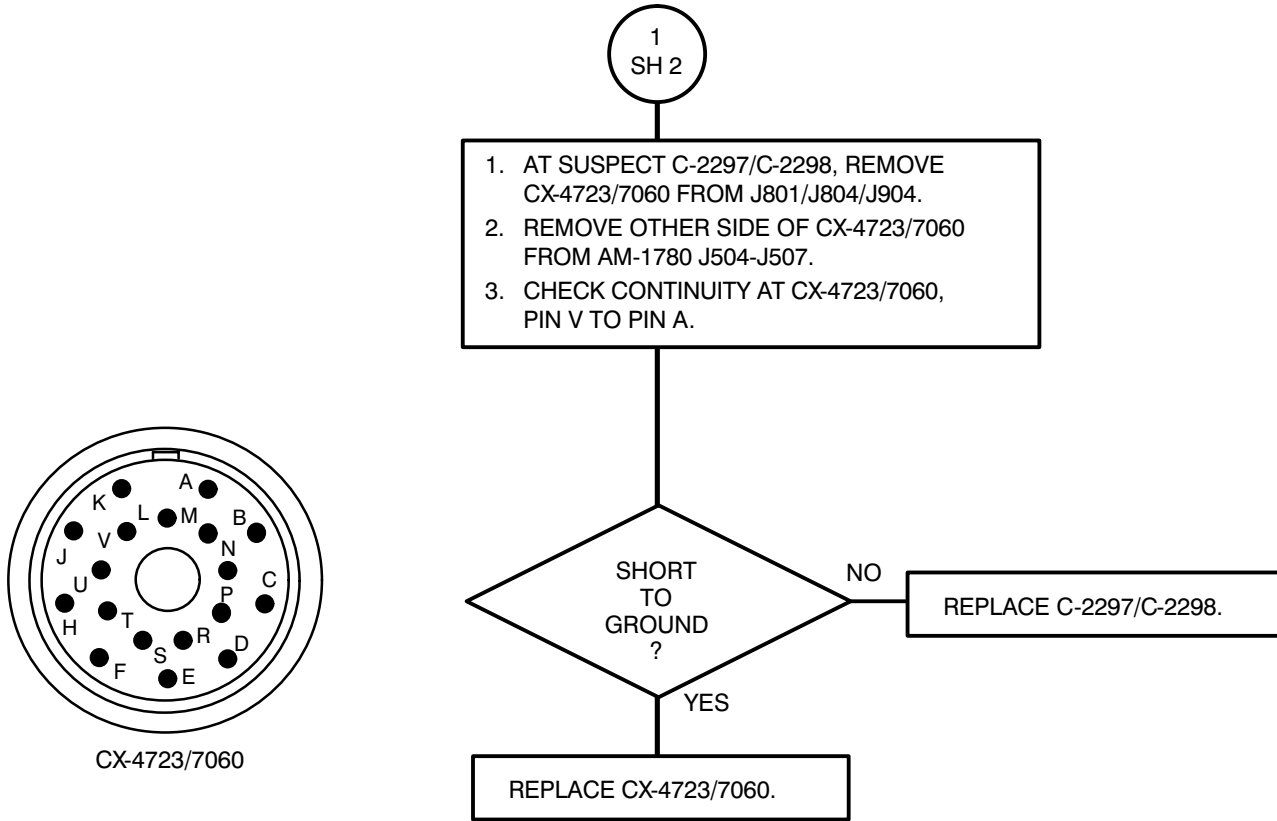 1
SH 2
1. AT SUSPECT C-2297/C-2298, REMOVE
CX-4723/7060 FROM J801/J804/J904.
2. REMOVE OTHER SIDE OF CX-4723/7060
FROM AM-1780 J504-J507.
3. CHECK CONTINUITY AT CX-4723/7060,
PIN V TO PIN A.
SHORT
TO
GROUND
?
NO
REPLACE C-2297/C-2298.
YES
REPLACE CX-4723/7060.
K
A
L
M
B
J
V
N
U
C
P
H
T
R
D
S
F
E
CX-4723/7060